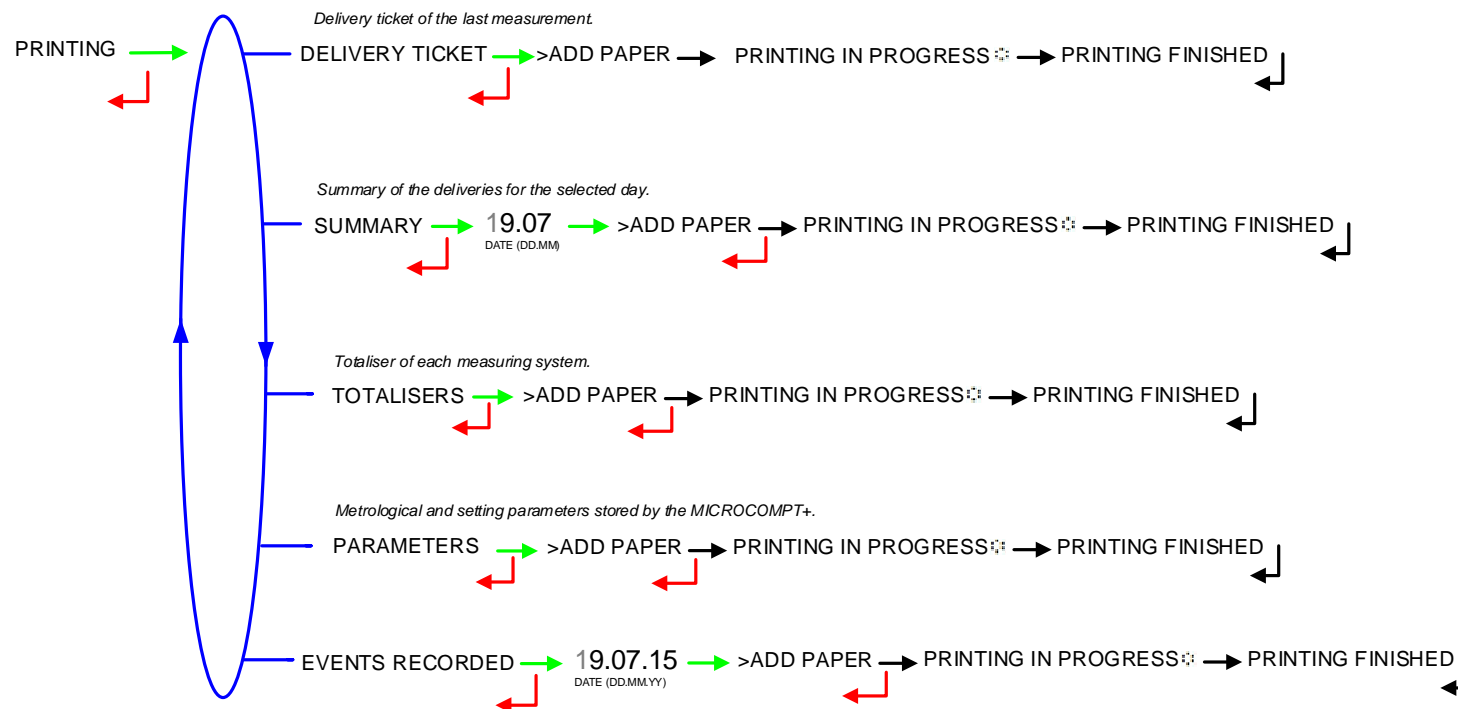 Delivery ticket of the last measurement.
PRINTING DELIVERY TICKET >ADD PAPER PRINTING IN PROGRESS PRINTING FINISHED
Summary of the deliveries for the selected day.
SUMMARY 19.07 >ADD PAPER PRINTING IN PROGRESS PRINTING FINISHED
DATE (DD.MM)
Totaliser of each measuring system.
TOTALISERS >ADD PAPER PRINTING IN PROGRESS PRINTING FINISHED
Metrological and setting parameters stored by the MICROCOMPT+.
PARAMETERS >ADD PAPER PRINTING IN PROGRESS PRINTING FINISHED
EVENTS RECORDED 19.07.15 >ADD PAPER PRINTING IN PROGRESS PRINTING FINISHED
DATE (DD.MM.YY)